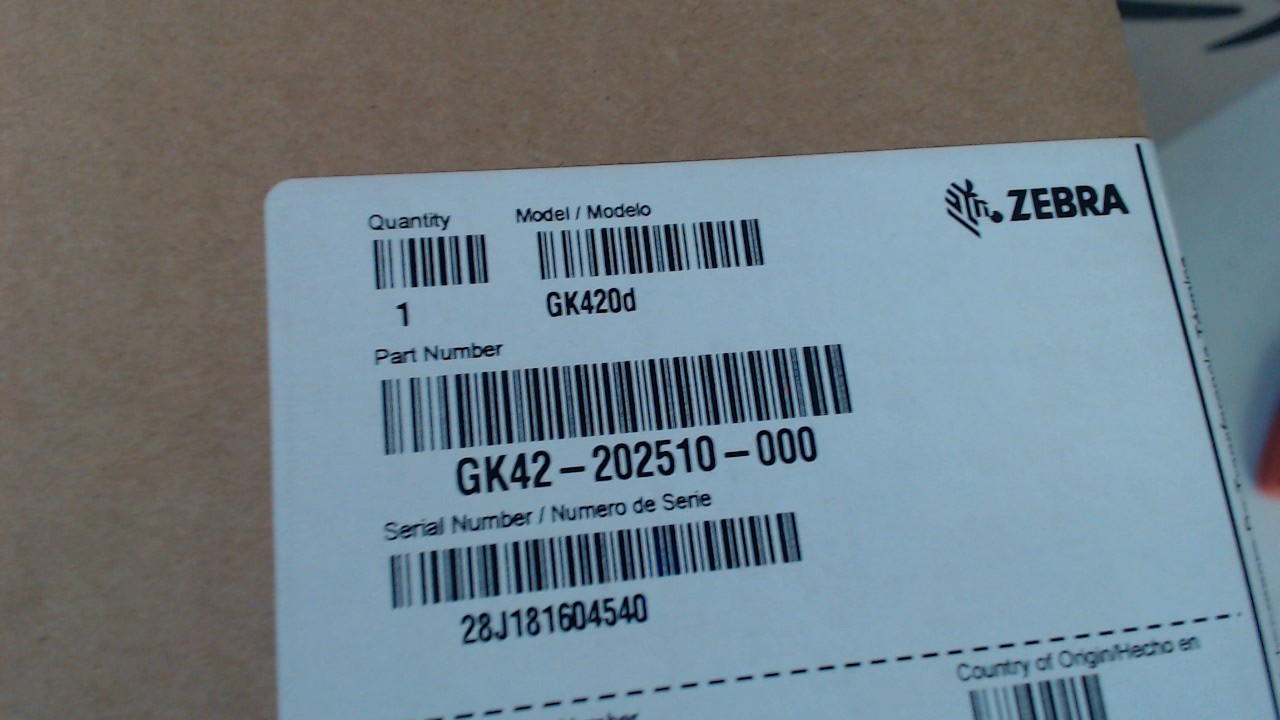 ZEBRA
Quantity
Model / Modelo
1
GK420d
Part Number
GK42-202510-000
Serial Number / Numero de Serie
28J181604540
Country of Origin/Hecho en
Number